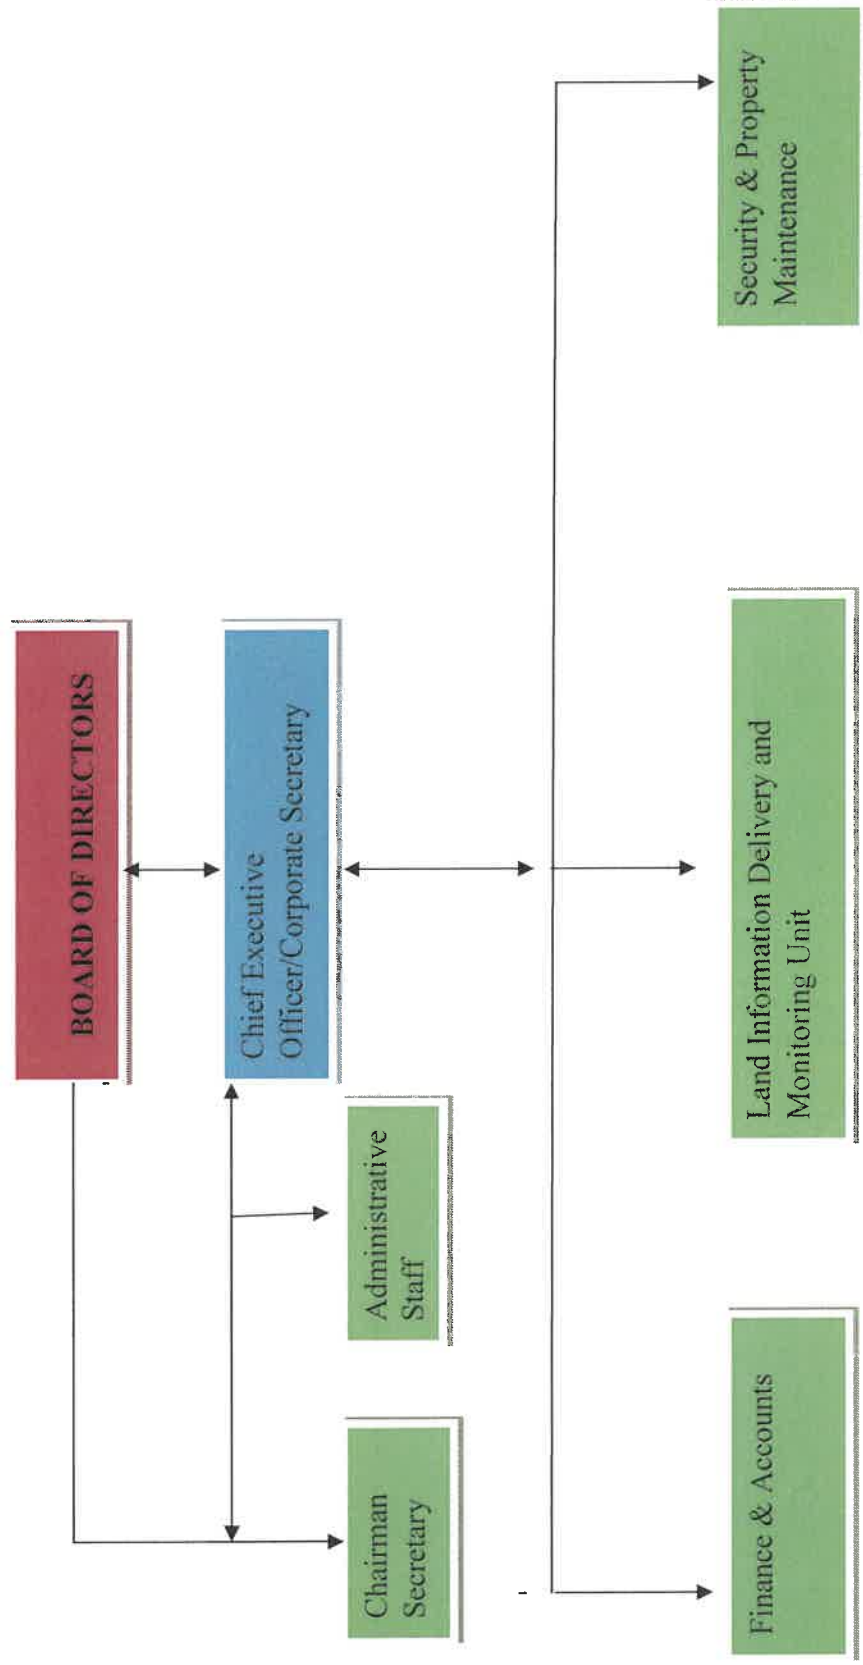 BOARD OF DIRECTORS
Chief Executive
Officer/Corporate Secretary
Chairman
Secretary
Administrative
Staff
Finance & Accounts
Land Information Delivery and
Monitoring Unit
Security & Property
Maintenance